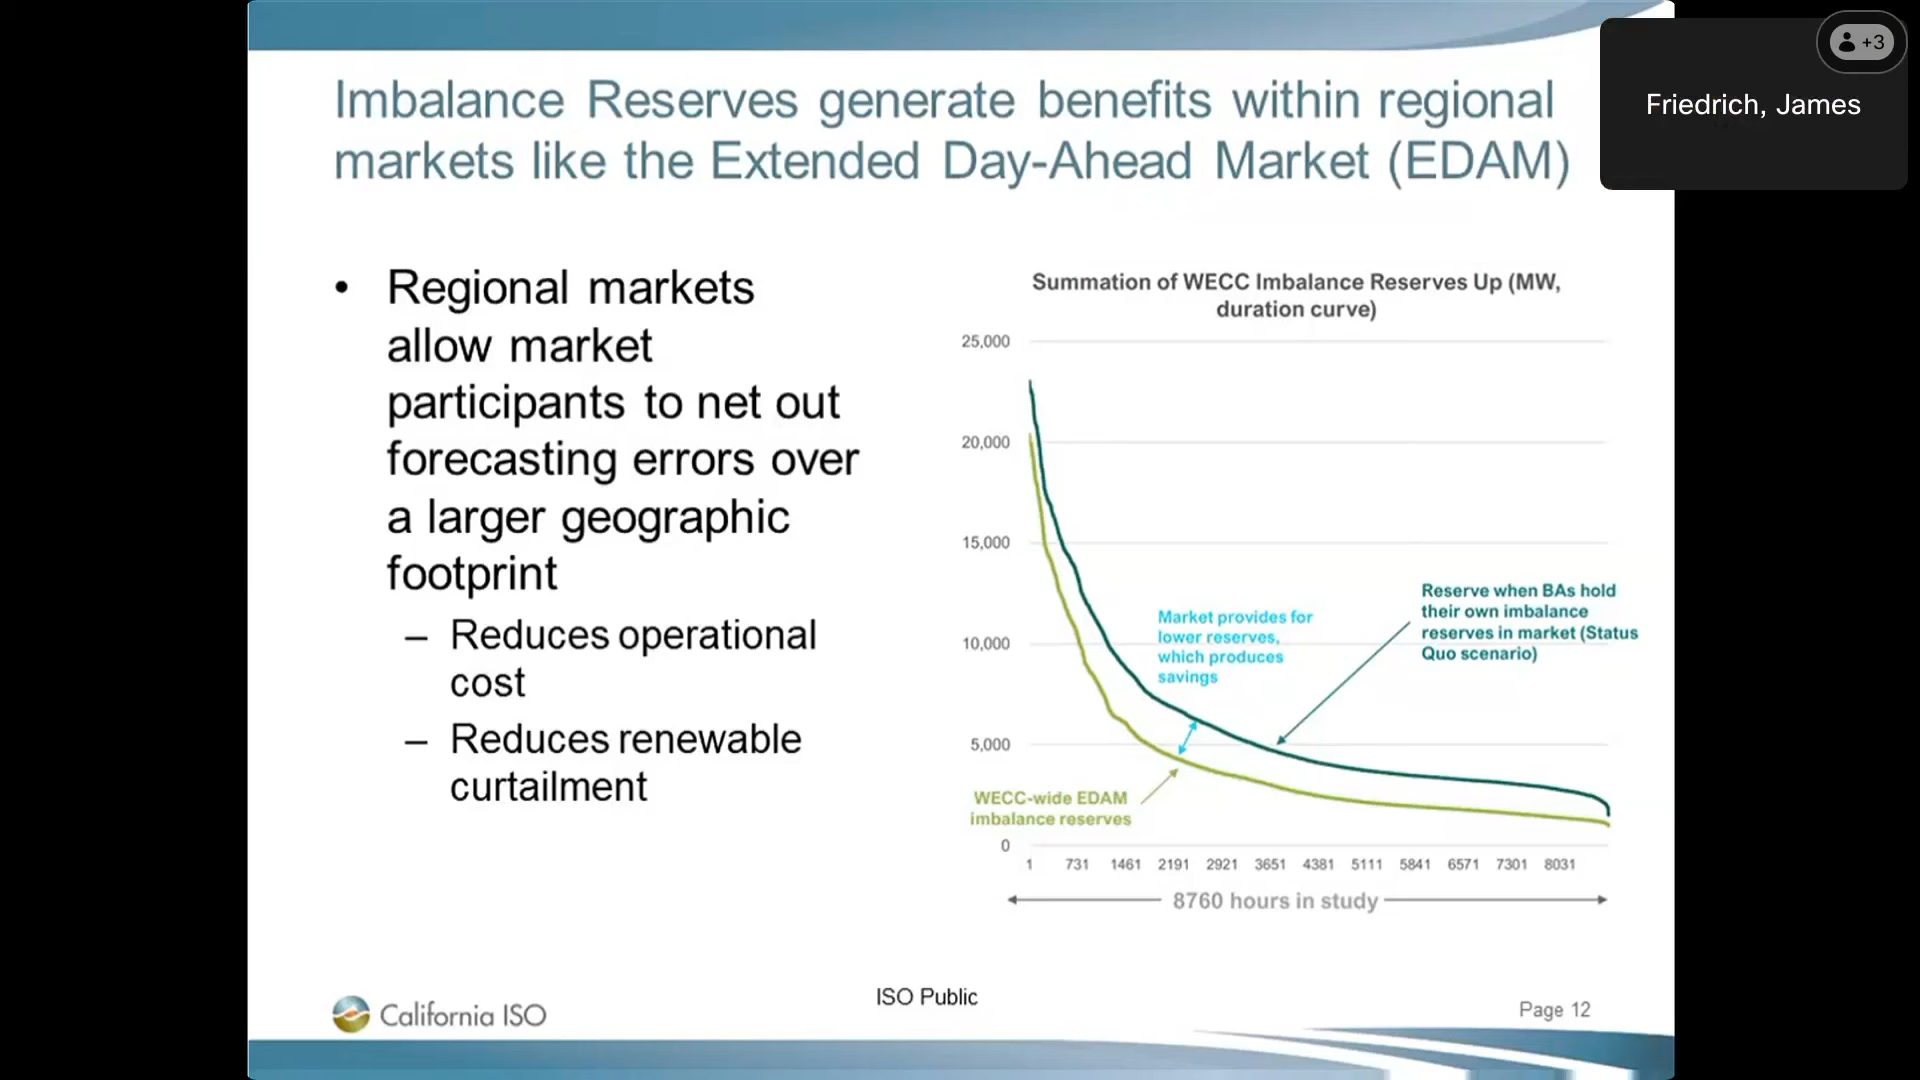 Imbalance Reserves generate benefits within regional
markets like the Extended Day-Ahead Market (EDAM)
+3
Friedrich, James
• Regional markets
allow market
participants to net out
forecasting errors over
a larger geographic
footprint
– Reduces operational
cost
– Reduces renewable
curtailment
Summation of WECC Imbalance Reserves Up (MW,
duration curve)
25,000
20,000
15,000
10,000
5,000
0
Market provides for
lower reserves,
which produces
savings
Reserve when BAs hold
their own imbalance
reserves in market (Status
Quo scenario)
WECC-wide EDAM
imbalance reserves
1 731 1461 2191 2921 3651 4381 5111 5841 6571 7301 8031
8760 hours in study
California ISO
ISO Public
Page 12